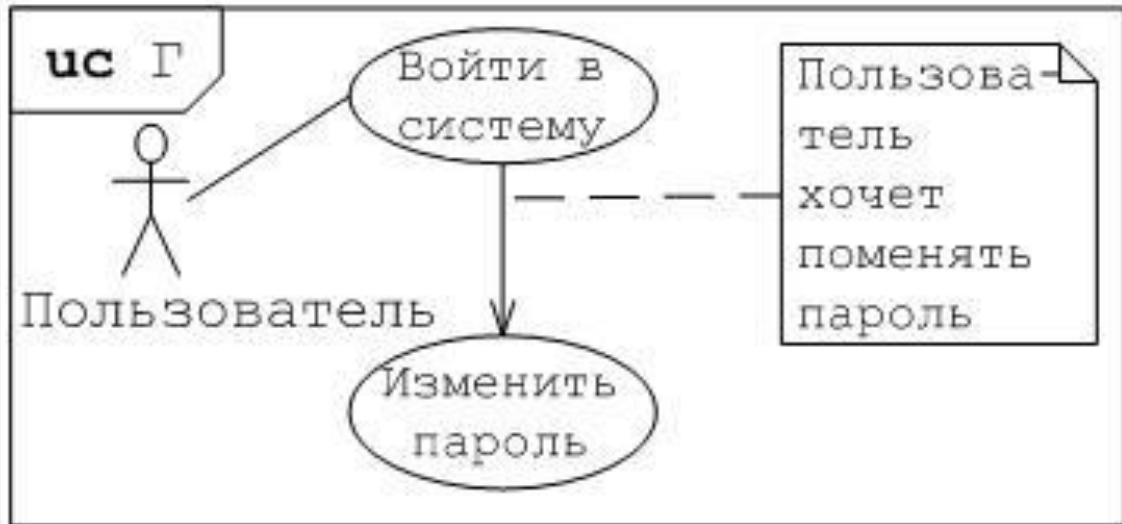 uc Г
Войти в
систему
Пользова-
тель
хочет
поменять
пароль
Пользователь
Изменить
пароль